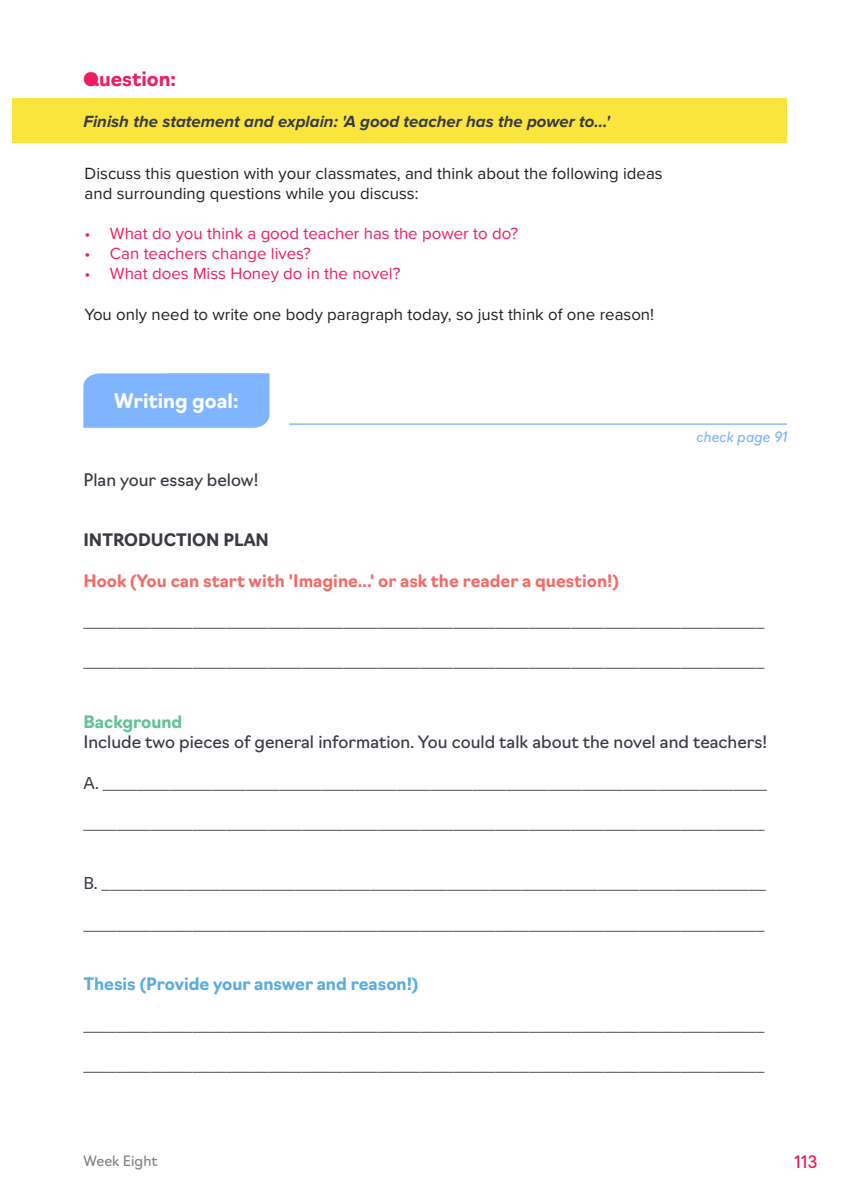 Question:
Finish the statement and explain: 'A good teacher has the power to...'
Discuss this question with your classmates, and think about the following ideas
and surrounding questions while you discuss:
• What do you think a good teacher has the power to do?
• Can teachers change lives?
• What does Miss Honey do in the novel?
You only need to write one body paragraph today, so just think of one reason!
Writing goal:
check page 91
Plan your essay below!
INTRODUCTION PLAN
Hook (You can start with 'Imagine...' or ask the reader a question!)
Background
Include two pieces of general information. You could talk about the novel and teachers!
A.
B.
Thesis (Provide your answer and reason!)
Week Eight
113